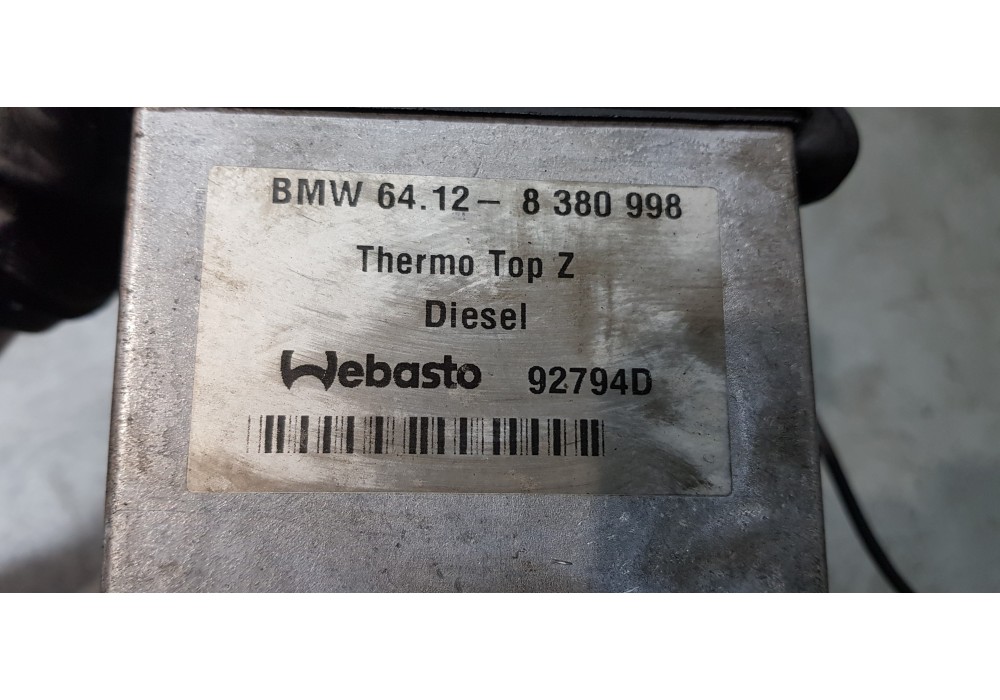 BMW 64.12- 8 380 998
Thermo Top Z
Diesel
Webasto 92794D